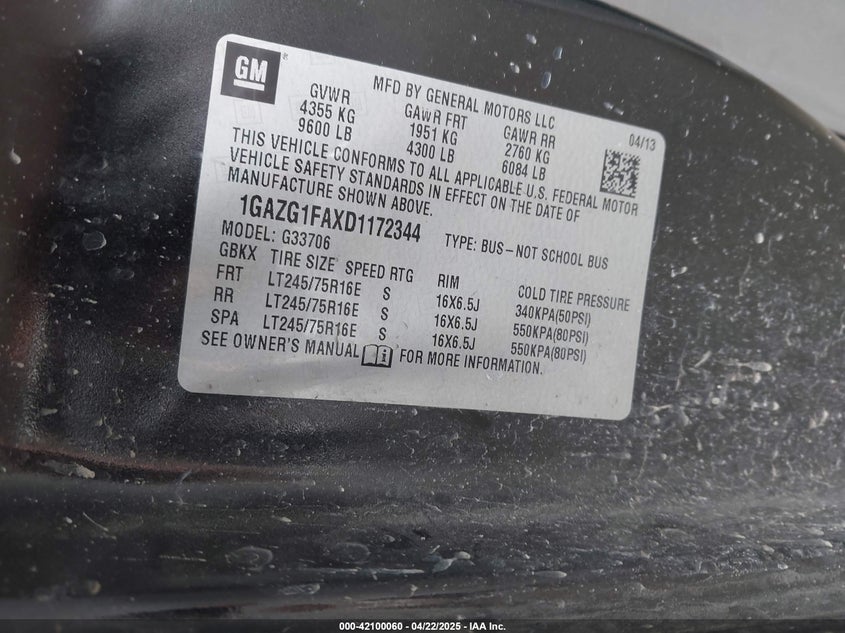 GM
MFD BY GENERAL MOTORS LLC
GVWR GAWR FRT GAWR RR 04/13
4355 KG 1951 KG 2760 KG
9600 LB 4300 LB 6084 LB
THIS VEHICLE CONFORMS TO ALL APPLICABLE U.S. FEDERAL MOTOR
VEHICLE SAFETY STANDARDS IN EFFECT ON THE DATE OF
MANUFACTURE SHOWN ABOVE.
1GAZG1FAXD1172344 TYPE: BUS-NOT SCHOOL BUS
MODEL: G33706
GBKX TIRE SIZE SPEED RTG RIM COLD TIRE PRESSURE
FRT LT245/75R16E S 16X6.5J 340KPA(50PSI)
RR LT245/75R16E S 16X6.5J 550KPA(80PSI)
SPA LT245/75R16E S 16X6.5J 550KPA(80PSI)
SEE OWNER'S MANUAL FOR MORE INFORMATION.
000-42100060 - 04/22/2025 - IAA Inc.